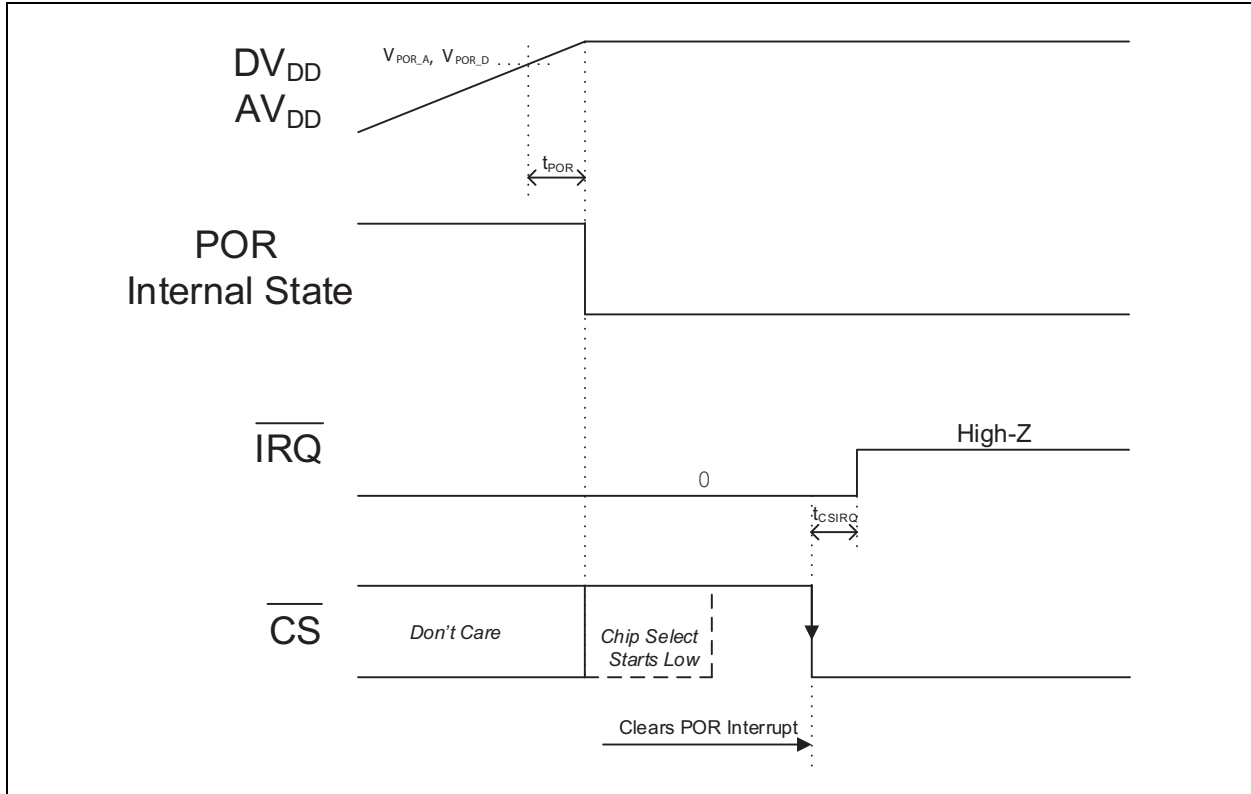 DVDD
AVDD
VPOR_A, VPOR_D
tPOR
POR
Internal State
IRQ
High-Z
0
tCSIRQ
CS
Don't Care
Chip Select
Starts Low
Clears POR Interrupt